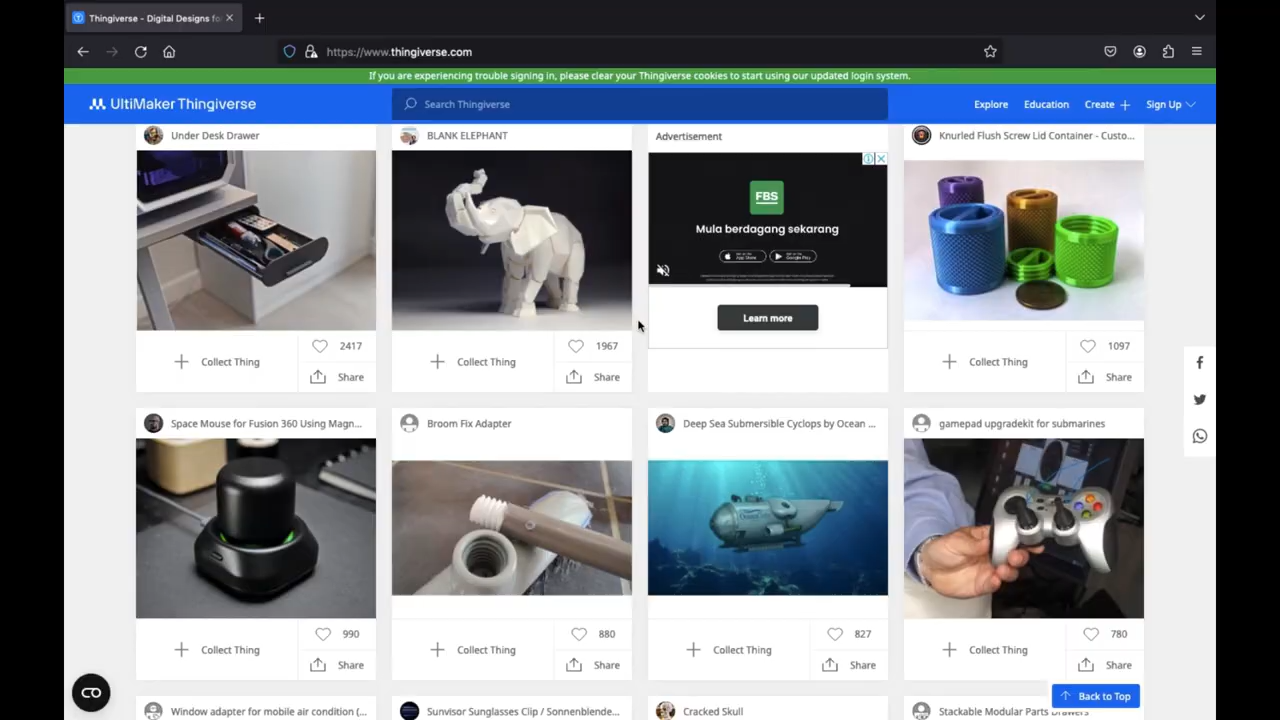 Thingiverse - Digital Designs fo
https://www.thingiverse.com
If you are experiencing trouble signing in, please clear your Thingiverse cookies to start using our updated login system.
UltiMaker Thingiverse
Search Thingiverse
Explore
Education
Create
Sign Up
Under Desk Drawer
BLANK ELEPHANT
Advertisement
Knurled Flush Screw Lid Container - Custo...
FBS
Mula berdagang sekarang
Learn more
Collect Thing
2417
Share
Collect Thing
1967
Share
Collect Thing
1097
Share
Space Mouse for Fusion 360 Using Magn...
Broom Fix Adapter
Deep Sea Submersible Cyclops by Ocean ...
gamepad upgradekit for submarines
Collect Thing
990
Share
Collect Thing
880
Share
Collect Thing
827
Share
Collect Thing
780
Share
Back to Top
Window adapter for mobile air condition (...
Sunvisor Sunglasses Clip / Sonnenblende...
Cracked Skull
Stackable Modular Parts Drawers